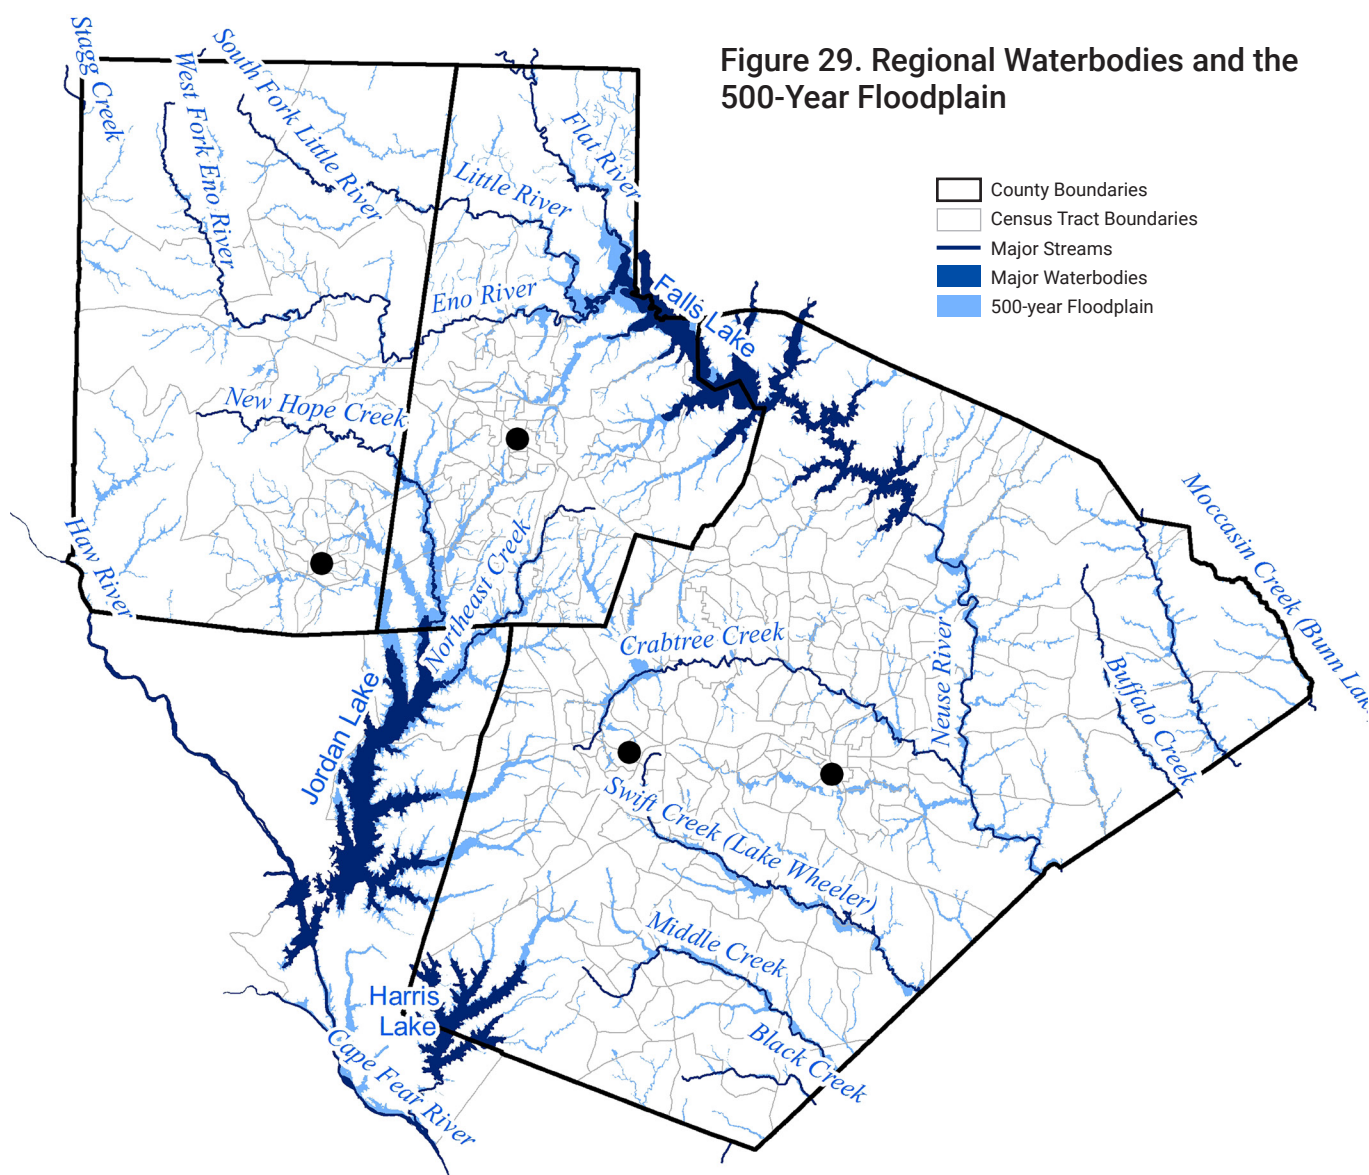 Figure 29. Regional Waterbodies and the
500-Year Floodplain
County Boundaries
Census Tract Boundaries
Major Streams
Major Waterbodies
500-year Floodplain
Stagg Creek
West Fork Eno River
South Fork Little River
Flat River
Little River
Eno River
Falls Lake
New Hope Creek
Haw River
Northeast Creek
Moccasin Creek (Bunn Lake
Crabtree Creek
Neuse River
Buffalo Creek
Jordan Lake
Swift Creek (Lake Wheeler)
Middle Creek
Harris
Lake
Black Creek
Cape Fear River